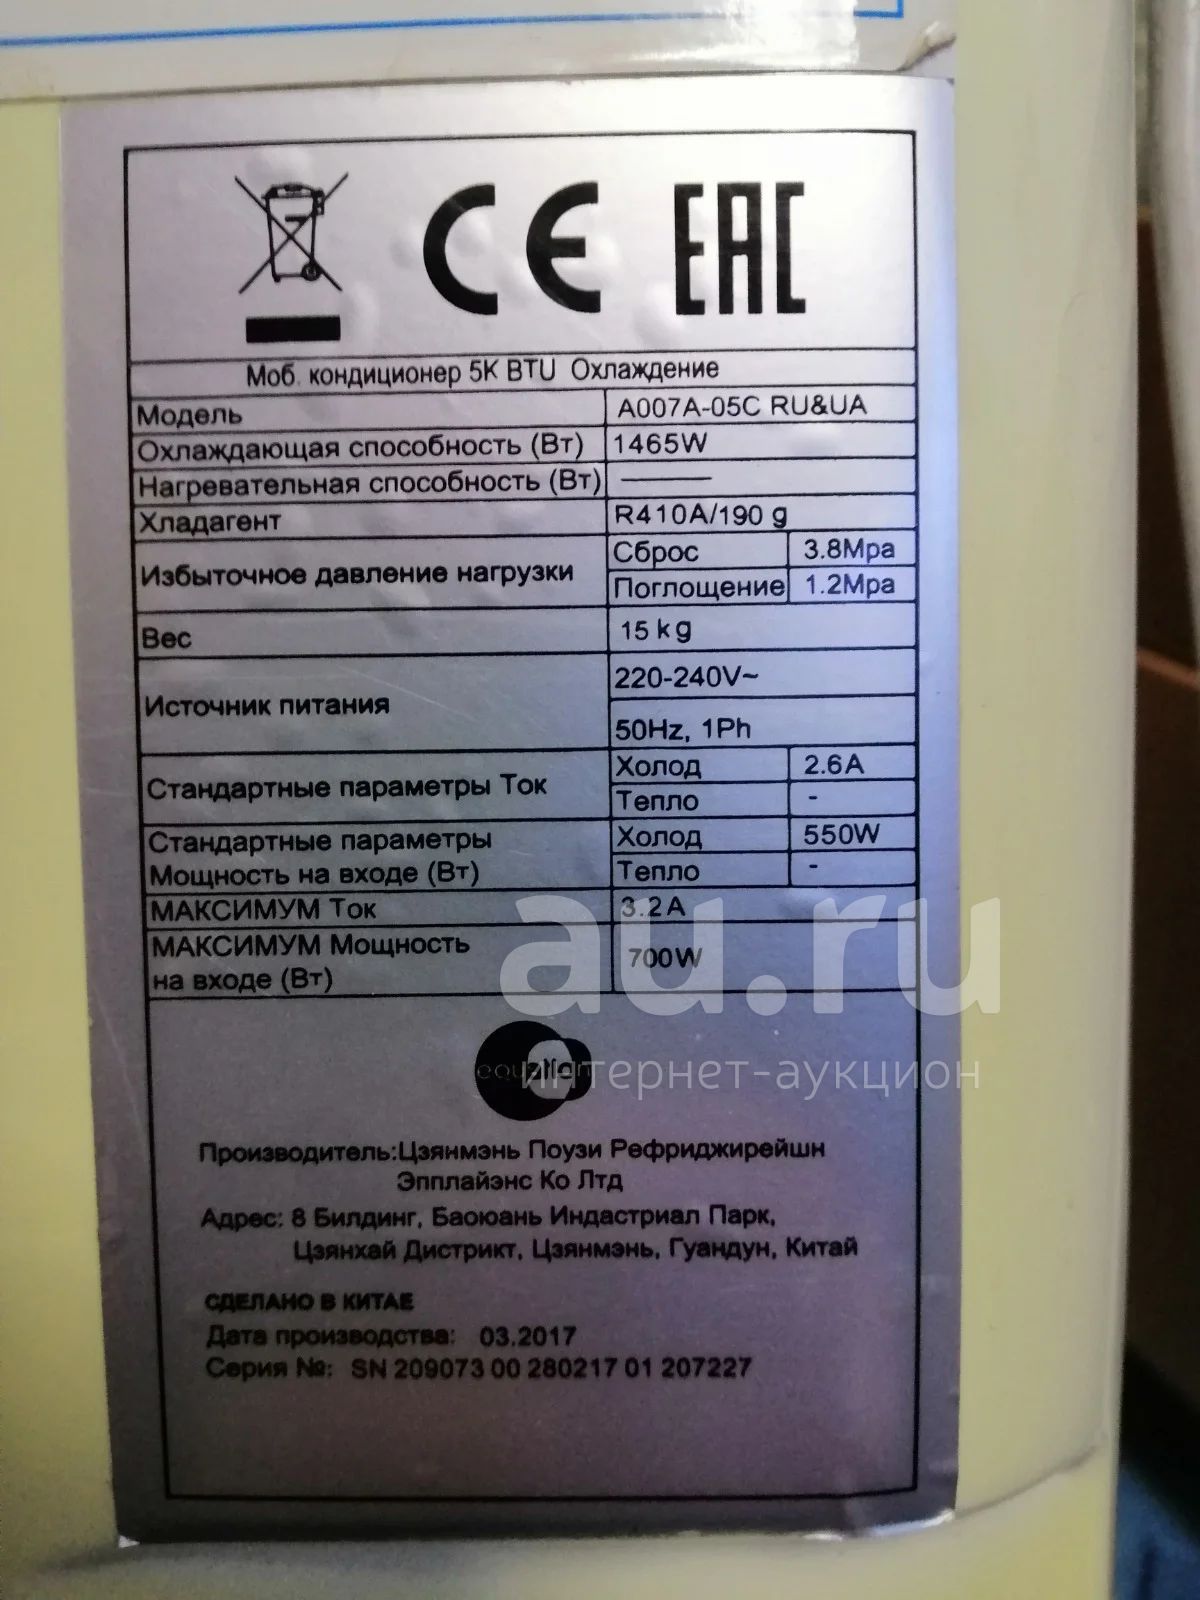 CE EAC
Моб. кондиционер 5K BTU Охлаждение
Модель A007A-05C RU&UA
Охлаждающая способность (Вт) 1465W
Нагревательная способность (Вт) ———
Хладагент R410A/190 g
Избыточное давление нагрузки
Сброс 3.8Mpa
Поглощение 1.2Mpa
Вес 15 kg
Источник питания
220-240V~
50Hz, 1Ph
Стандартные параметры Ток
Холод 2.6A
Тепло -
Стандартные параметры
Мощность на входе (Вт)
Холод 550W
Тепло -
МАКСИМУМ Ток 3.2A
МАКСИМУМ Мощность
на входе (Вт)
700W
au.ru
интернет-аукцион
equation
Производитель:Цзянмэнь Поузи Рефриджирейшн
Эпплайэнс Ко Лтд
Адрес: 8 Билдинг, Баоюань Индастриал Парк,
Цзянхай Дистрикт, Цзянмэнь, Гуандун, Китай
СДЕЛАНО В КИТАЕ
Дата производства: 03.2017
Серия №: SN 209073 00 280217 01 207227